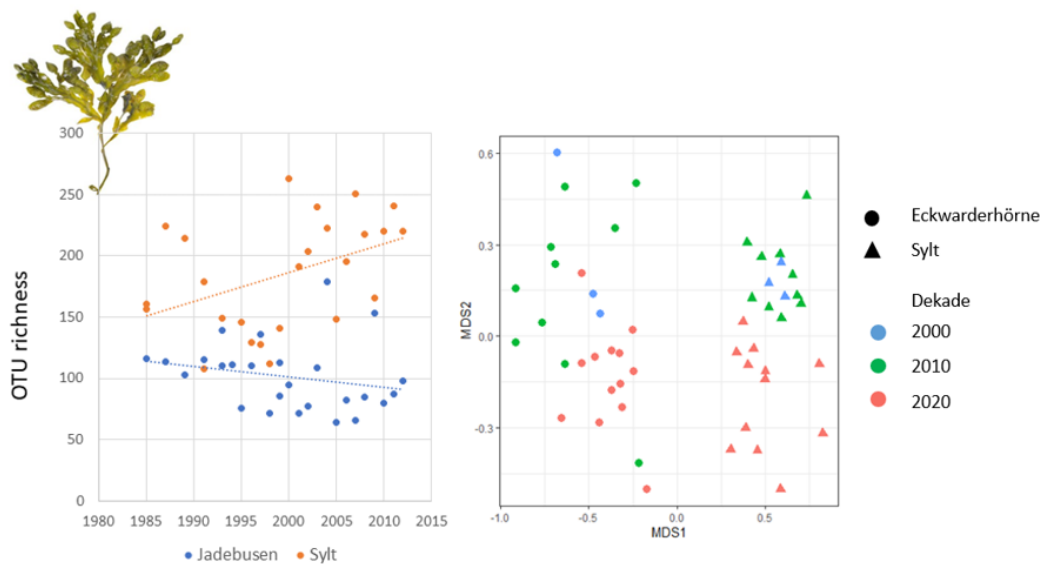 300
250
200
150
100
50
0
OTU richness
1980 1985 1990 1995 2000 2005 2010 2015
Jadebusen Sylt
0.6
0.3
0.0
-0.3
MDS2
-1.0 -0.5 0.0 0.5
MDS1
Eckwarderhörne
Sylt
Dekade
2000
2010
2020